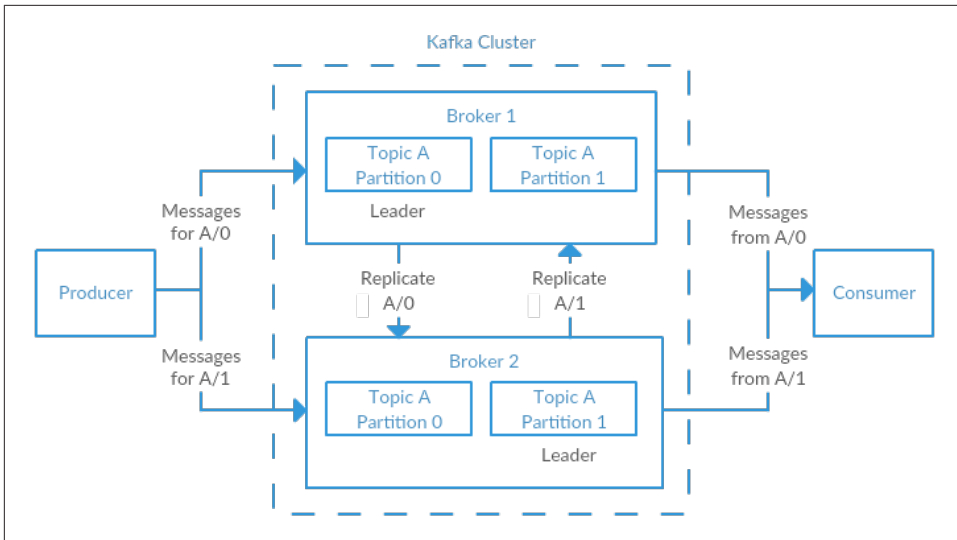 Kafka Cluster
Broker 1
Topic A
Partition 0
Topic A
Partition 1
Leader
Messages
for A/0
Messages
from A/0
Replicate
A/0
Replicate
A/1
Producer
Consumer
Messages
for A/1
Messages
from A/1
Broker 2
Topic A
Partition 0
Topic A
Partition 1
Leader